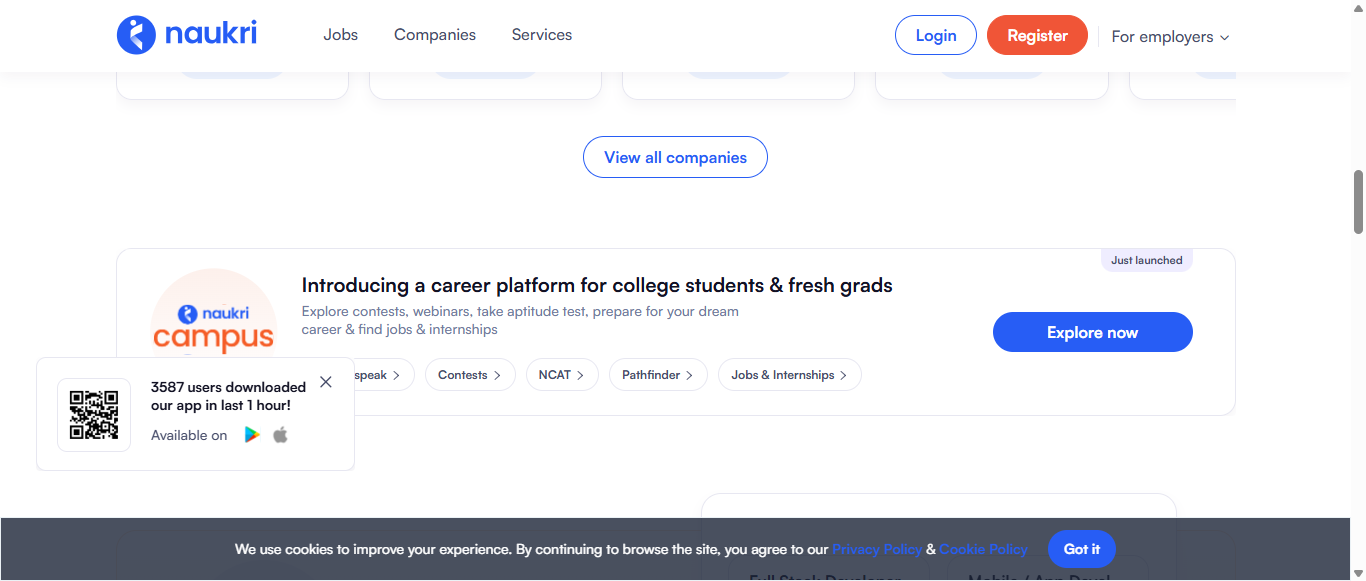 naukri
Jobs
Companies
Services
Login
Register
For employers
View all companies
Just launched
naukri
campus
Introducing a career platform for college students & fresh grads
Explore contests, webinars, take aptitude test, prepare for your dream
career & find jobs & internships
Explore now
speak
Contests
NCAT
Pathfinder
Jobs & Internships
3587 users downloaded
our app in last 1 hour!
Available on
We use cookies to improve your experience. By continuing to browse the site, you agree to our Privacy Policy & Cookie Policy
Got it
Full Stack Developer
Mobile / App Devel